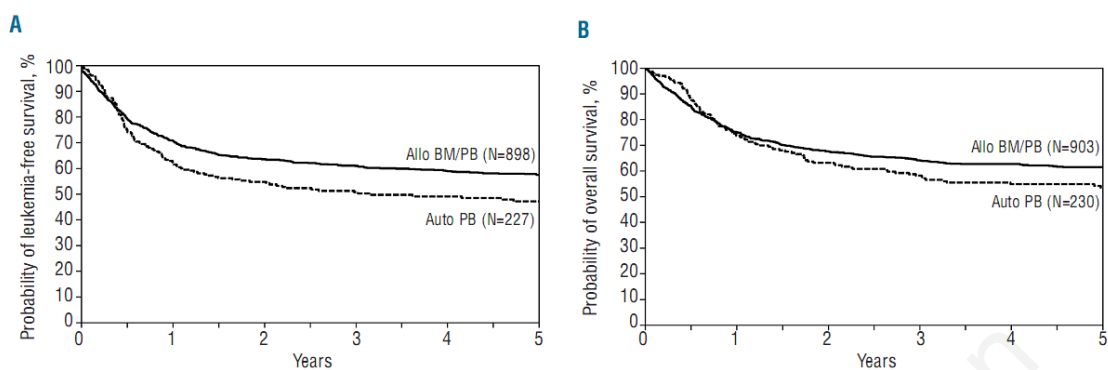 A
Probability of leukemia-free survival, %
100
90
80
70
60
50
40
30
20
10
0
Allo BM/PB (N=898)
Auto PB (N=227)
0 1 2 3 4 5
Years
B
Probability of overall survival, %
100
90
80
70
60
50
40
30
20
10
0
Allo BM/PB (N=903)
Auto PB (N=230)
0 1 2 3 4 5
Years